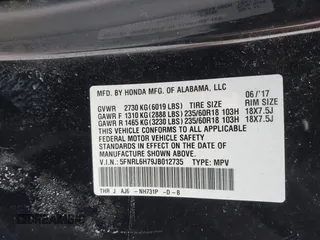 MFD. BY HONDA MFG. OF ALABAMA, LLC 06/'17
GVWR 2730 KG(6019 LBS) TIRE SIZE RIM SIZE
GAWR F 1310 KG(2888 LBS) 235/60R18 103H 18X7.5J
GAWR R 1465 KG(3230 LBS) 235/60R18 103H 18X7.5J
THIS VEHICLE CONFORMS TO ALL APPLICABLE
FEDERAL MOTOR VEHICLE SAFETY
STANDARDS IN EFFECT ON THE
DATE OF MANUFACTURE SHOWN ABOVE.
V.I.N.: 5FNRL6H79JB012735 TYPE: MPV
THR J AJ6 - NH731P -D - B